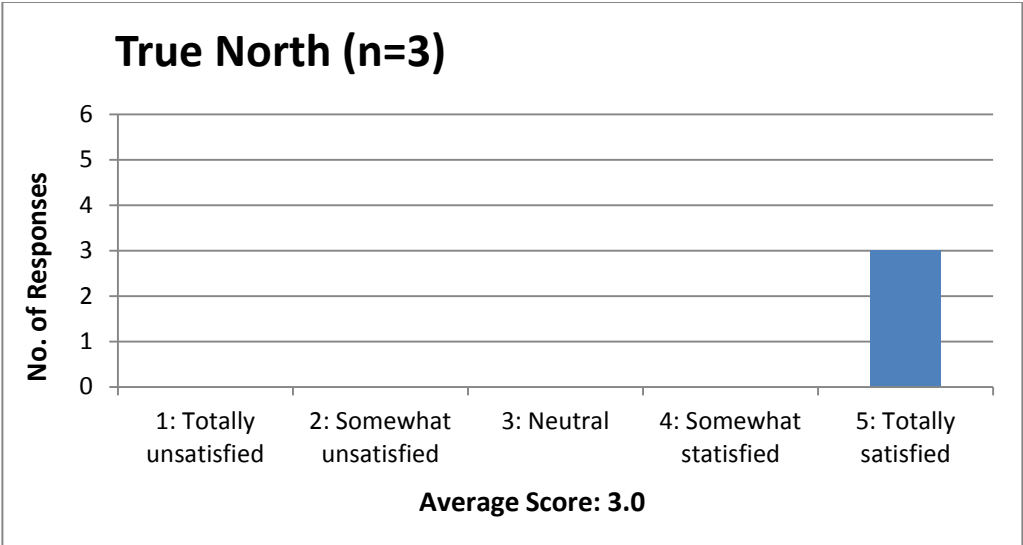 True North (n=3)
6
5
4
3
2
1
0
No. of Responses
1: Totally
unsatisfied
2: Somewhat
unsatisfied
3: Neutral
4: Somewhat
statisfied
5: Totally
satisfied
Average Score: 3.0